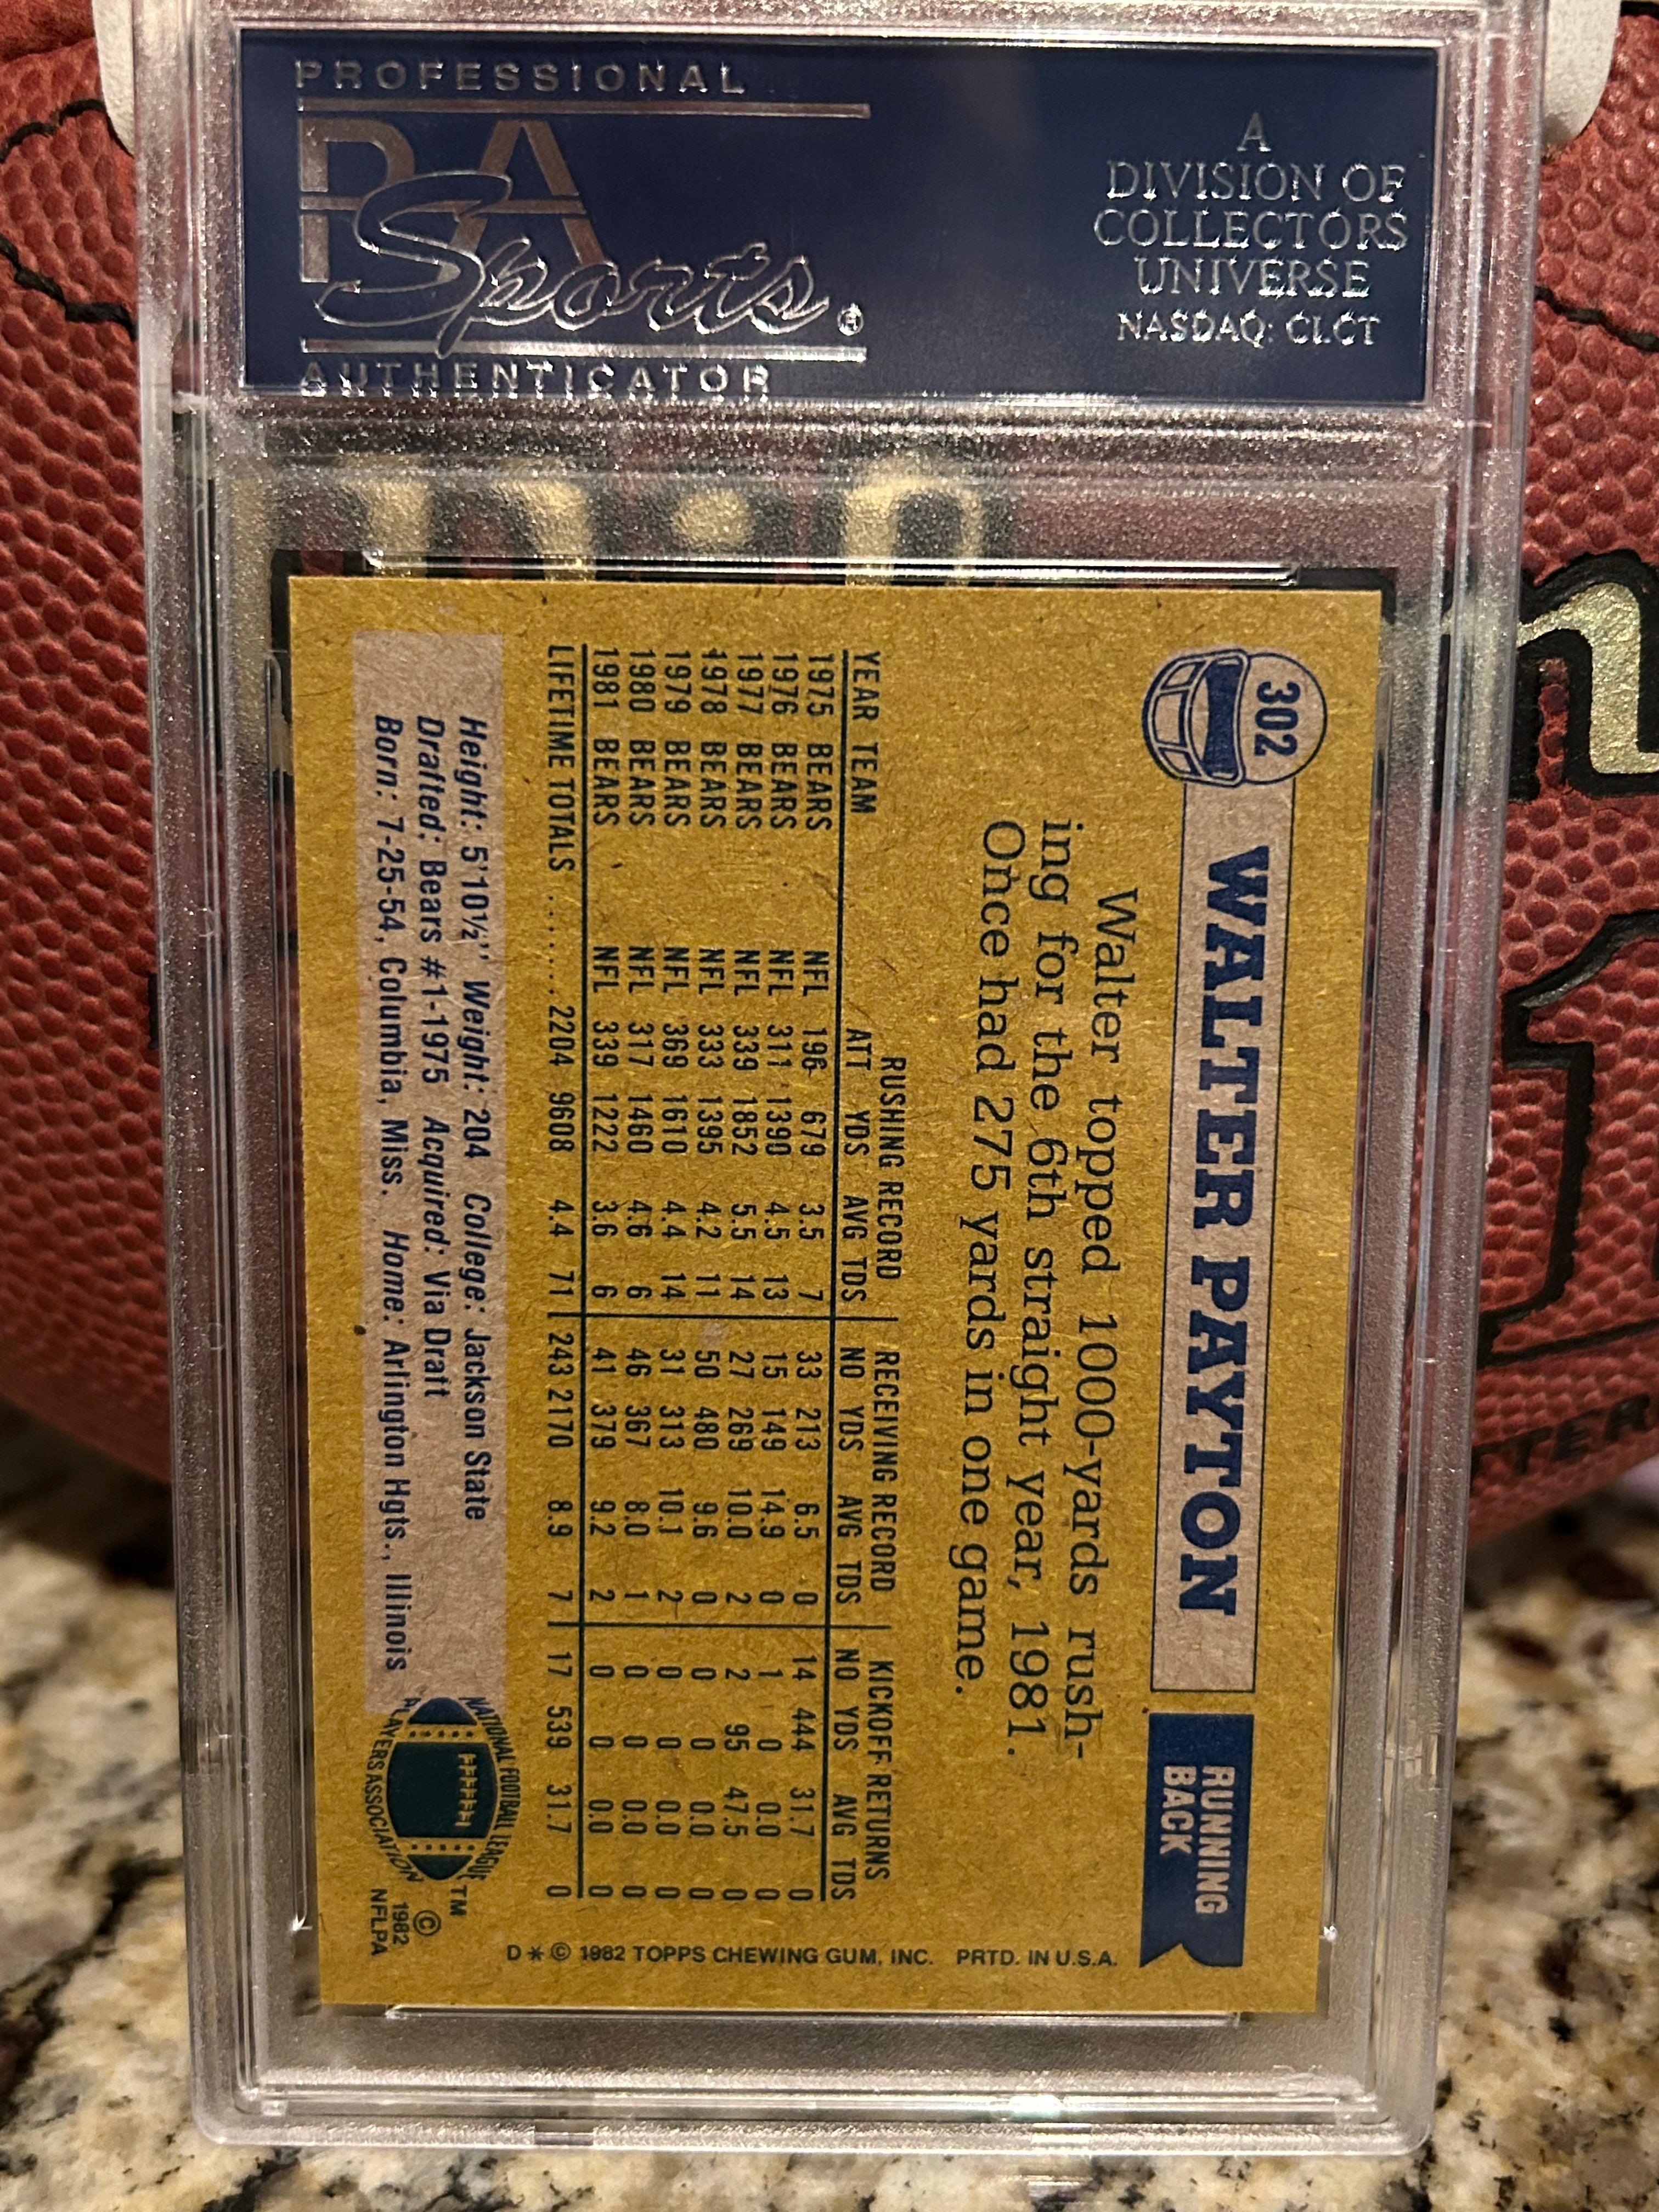 PROFESSIONAL
PSA
Sports®
AUTHENTICATOR
A
DIVISION OF
COLLECTORS
UNIVERSE
NASDAQ: CLCT
302
WALTER PAYTON
RUNNING
BACK
Walter topped 1000-yards rush-
ing for the 6th straight year, 1981.
Once had 275 yards in one game.
RUSHING RECORD RECEIVING RECORD KICKOFF RETURNS
YEAR TEAM ATT YDS AVG TDS NO YDS AVG TDS NO YDS AVG TDS
1975 BEARS NFL 196 679 3.5 7 33 213 6.5 0 14 444 31.7 0
1976 BEARS NFL 311 1390 4.5 13 15 149 14.9 0 1 0 0.0 0
1977 BEARS NFL 339 1852 5.5 14 27 269 10.0 2 2 95 47.5 0
1978 BEARS NFL 333 1395 4.2 11 50 480 9.6 0 0 0 0.0 0
1979 BEARS NFL 369 1610 4.4 14 31 313 10.1 2 0 0 0.0 0
1980 BEARS NFL 317 1460 4.6 6 46 367 8.0 1 0 0 0.0 0
1981 BEARS NFL 339 1222 3.6 6 41 379 9.2 2 0 0 0.0 0
LIFETIME TOTALS ........ 2204 9608 4.4 71 243 2170 8.9 7 17 539 31.7 0
Height: 5'10½" Weight: 204 College: Jackson State
Drafted: Bears #1-1975 Acquired: Via Draft
Born: 7-25-54, Columbia, Miss. Home: Arlington Hgts., Illinois
NATIONAL FOOTBALL LEAGUE
PLAYERS ASSOCIATION
TM
©
1982
NFLPA
D * © 1982 TOPPS CHEWING GUM, INC. PRTD. IN U.S.A.